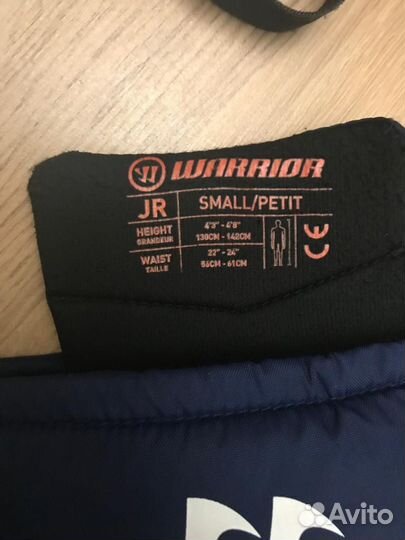 WARRIOR
JR SMALL/PETIT
HEIGHT 4'3" - 4'8"
GRANDEUR 130CM - 142CM
WAIST 22" - 24"
TAILLE 56CM - 61CM
CE
Avito